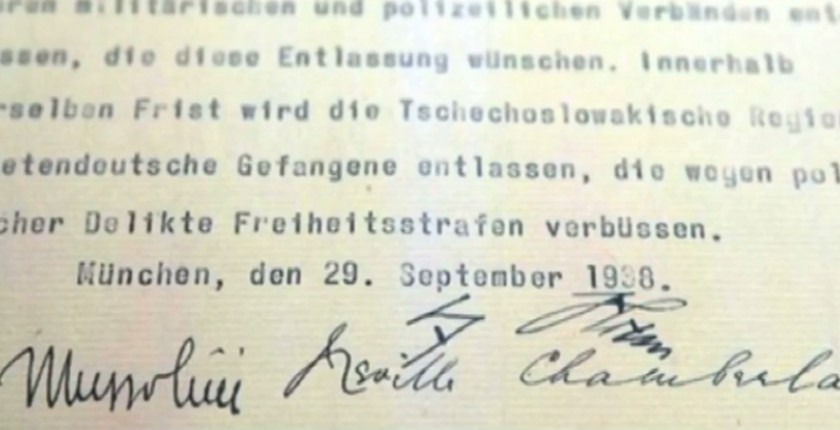 militärischen und polizeilichen Verbänden ent
ssen, die diese Entlassung wünschen. Innerhalb
rselben Frist wird die Tschechoslowakische Regie
etendeutsche Gefangene entlassen, die wegen pol
cher Delikte Freiheitsstrafen verbüssen.
München, den 29. September 1938.
Mussolini Neville Chamberla